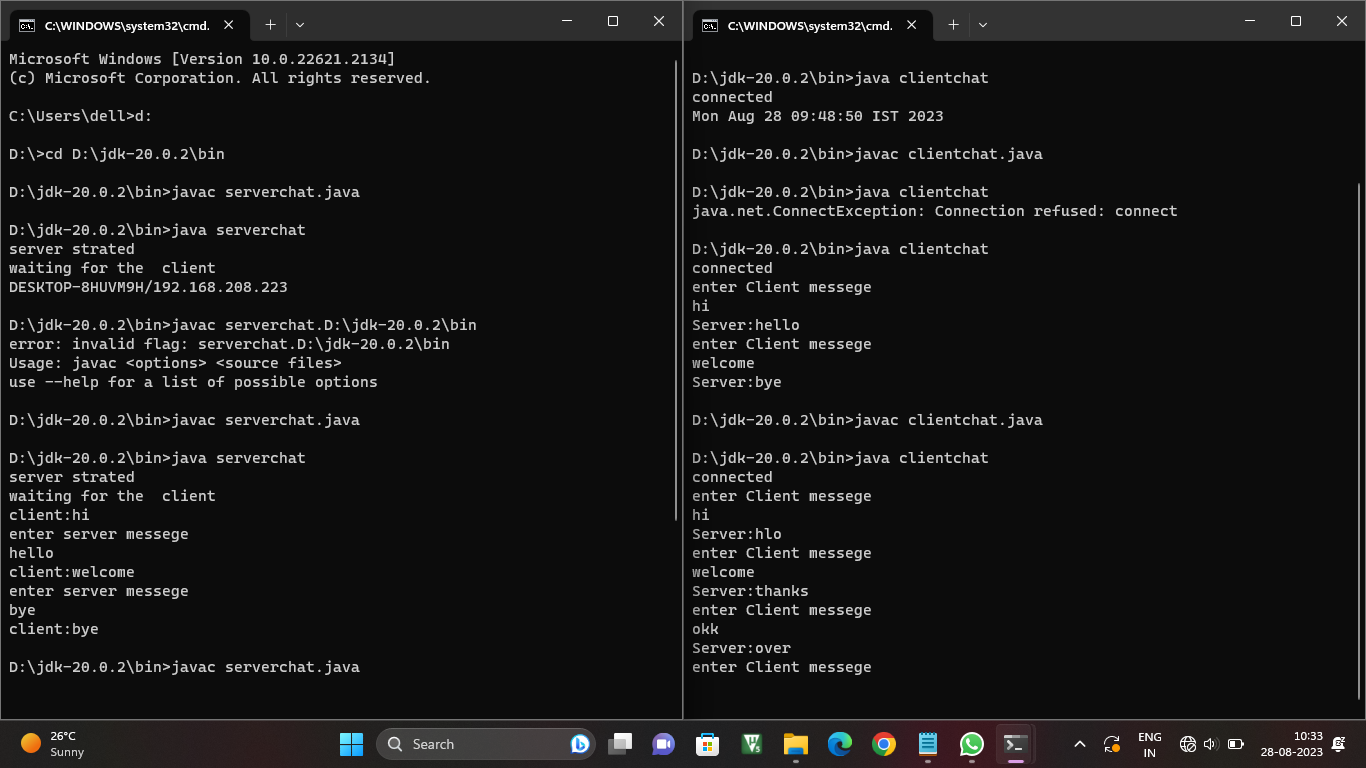 C:\WINDOWS\system32\cmd.
Microsoft Windows [Version 10.0.22621.2134]
(c) Microsoft Corporation. All rights reserved.
C:\Users\dell>d:
D:\>cd D:\jdk-20.0.2\bin
D:\jdk-20.0.2\bin>javac serverchat.java
D:\jdk-20.0.2\bin>java serverchat
server strated
waiting for the  client
DESKTOP-8HUVM9H/192.168.208.223
D:\jdk-20.0.2\bin>javac serverchat.D:\jdk-20.0.2\bin
error: invalid flag: serverchat.D:\jdk-20.0.2\bin
Usage: javac <options> <source files>
use --help for a list of possible options
D:\jdk-20.0.2\bin>javac serverchat.java
D:\jdk-20.0.2\bin>java serverchat
server strated
waiting for the  client
client:hi
enter server messege
hello
client:welcome
enter server messege
bye
client:bye
D:\jdk-20.0.2\bin>javac serverchat.java
C:\WINDOWS\system32\cmd.
D:\jdk-20.0.2\bin>java clientchat
connected
Mon Aug 28 09:48:50 IST 2023
D:\jdk-20.0.2\bin>javac clientchat.java
D:\jdk-20.0.2\bin>java clientchat
java.net.ConnectException: Connection refused: connect
D:\jdk-20.0.2\bin>java clientchat
connected
enter Client messege
hi
Server:hello
enter Client messege
welcome
Server:bye
D:\jdk-20.0.2\bin>javac clientchat.java
D:\jdk-20.0.2\bin>java clientchat
connected
enter Client messege
hi
Server:hlo
enter Client messege
welcome
Server:thanks
enter Client messege
okk
Server:over
enter Client messege
26°C
Sunny
Search
ENG
IN
10:33
28-08-2023